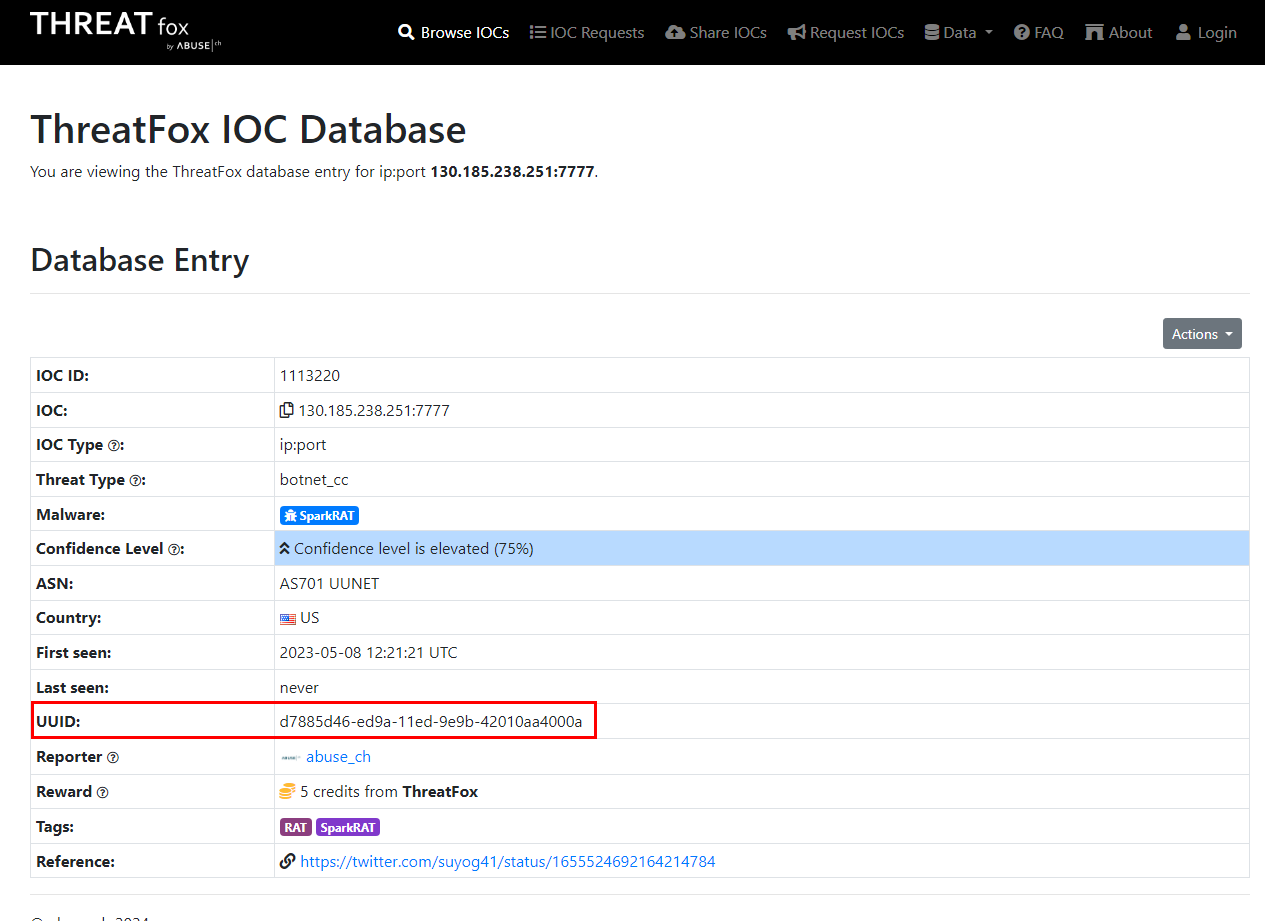 THREAT fox
by ABUSE|ch
Browse IOCs IOC Requests Share IOCs Request IOCs Data FAQ About Login
ThreatFox IOC Database
You are viewing the ThreatFox database entry for ip:port 130.185.238.251:7777.
Database Entry
Actions
IOC ID: 1113220
IOC: 130.185.238.251:7777
IOC Type ?: ip:port
Threat Type ?: botnet_cc
Malware: SparkRAT
Confidence Level ?: Confidence level is elevated (75%)
ASN: AS701 UUNET
Country: US
First seen: 2023-05-08 12:21:21 UTC
Last seen: never
UUID: d7885d46-ed9a-11ed-9e9b-42010aa4000a
Reporter ? abuse_ch
Reward ? 5 credits from ThreatFox
Tags: RAT SparkRAT
Reference: https://twitter.com/suyog41/status/1655524692164214784